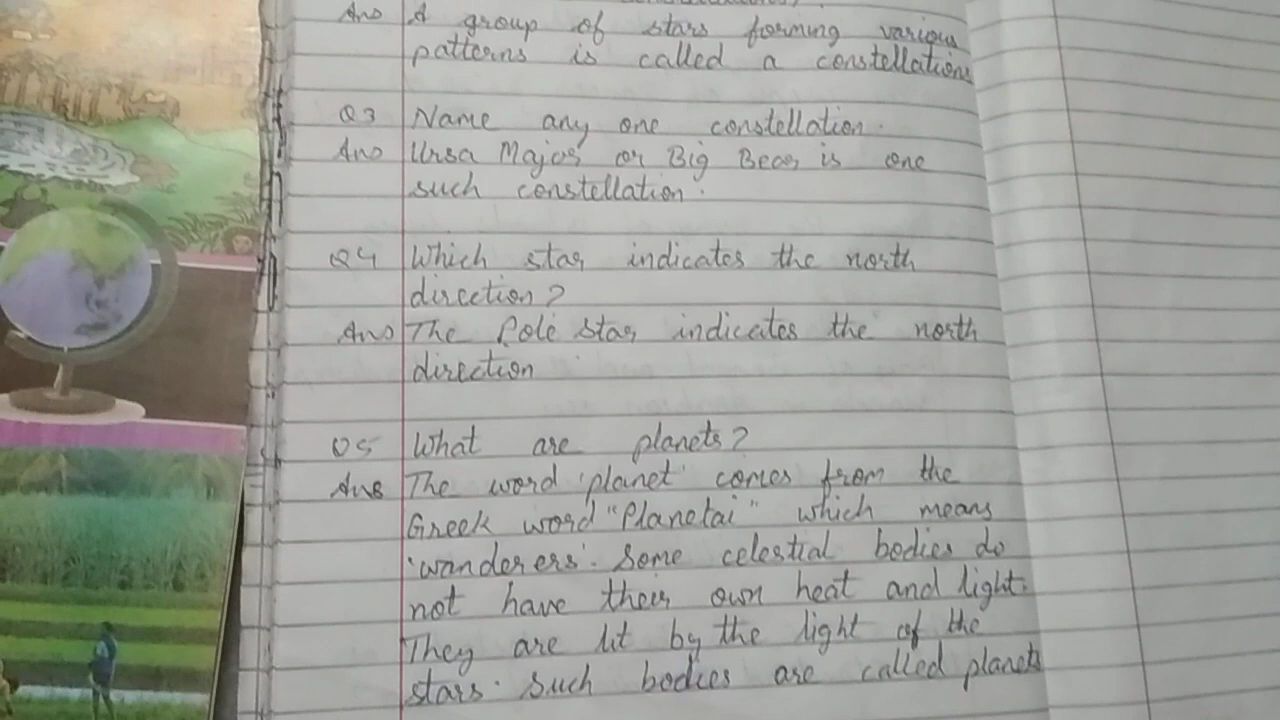 Ans A group of stars forming various
patterns is called a constellations
Q3 Name any one constellation.
Ans Ursa Major or Big Bear is one
such constellation.
Q4 Which star indicates the north
direction?
Ans The Pole Star indicates the north
direction
Q5 What are planets?
Ans The word 'planet' comes from the
Greek word "Planetai" which means
'wanderers'. Some celestial bodies do
not have their own heat and light.
They are lit by the light of the
stars. Such bodies are called planets